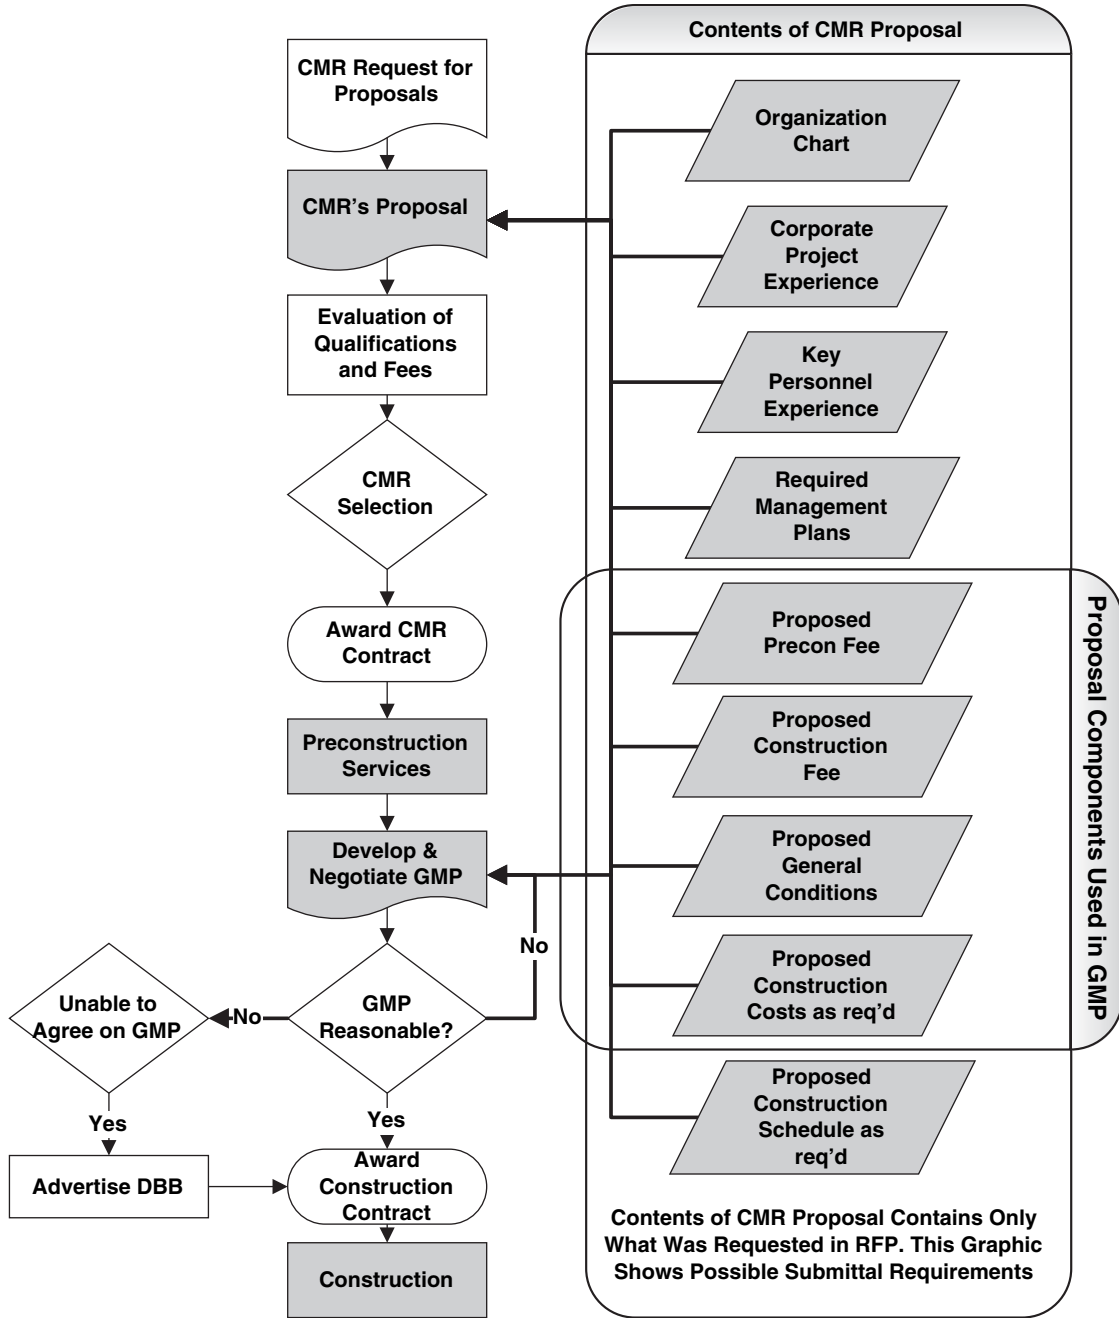 CMR Request for
Proposals
CMR's Proposal
Evaluation of
Qualifications
and Fees
CMR
Selection
Award CMR
Contract
Preconstruction
Services
Develop &
Negotiate GMP
No
GMP
Reasonable?
No
Unable to
Agree on GMP
Yes
Yes
Advertise DBB
Award
Construction
Contract
Construction
Contents of CMR Proposal
Organization
Chart
Corporate
Project
Experience
Key
Personnel
Experience
Required
Management
Plans
Proposed
Precon Fee
Proposed
Construction
Fee
Proposed
General
Conditions
Proposed
Construction
Costs as req'd
Proposed
Construction
Schedule as
req'd
Proposal Components Used in GMP
Contents of CMR Proposal Contains Only
What Was Requested in RFP. This Graphic
Shows Possible Submittal Requirements